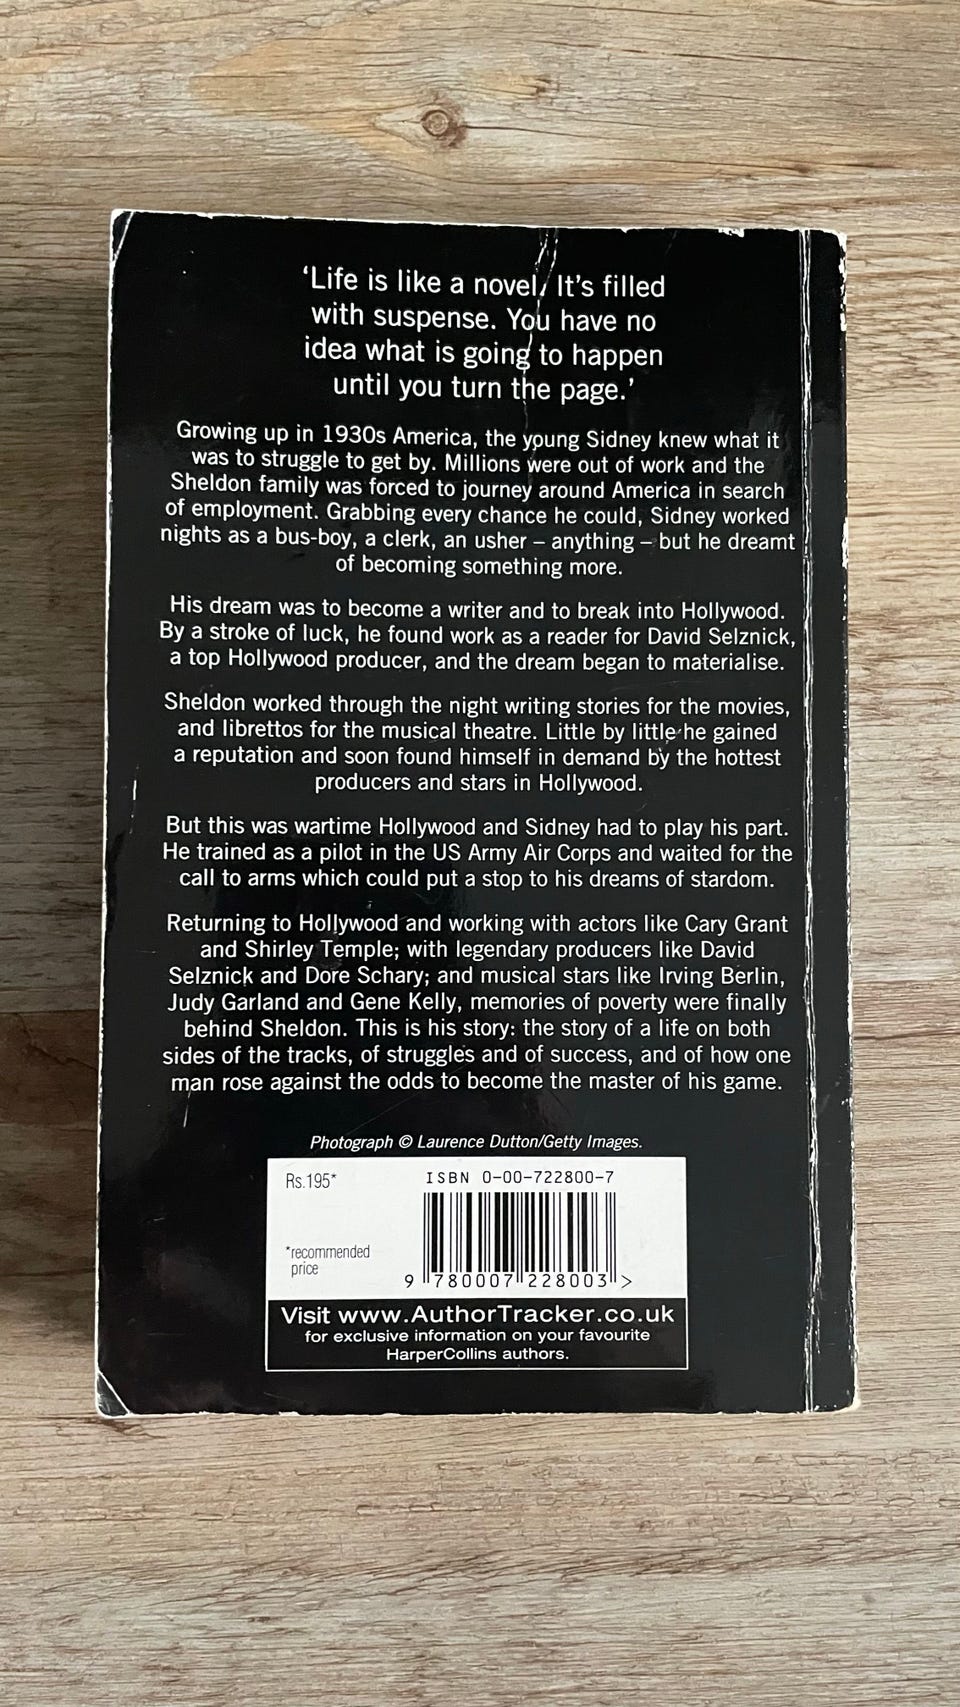 ‘Life is like a novel. It’s filled
with suspense. You have no
idea what is going to happen
until you turn the page.’
Growing up in 1930s America, the young Sidney knew what it
was to struggle to get by. Millions were out of work and the
Sheldon family was forced to journey around America in search
of employment. Grabbing every chance he could, Sidney worked
nights as a bus-boy, a clerk, an usher – anything – but he dreamt
of becoming something more.
His dream was to become a writer and to break into Hollywood.
By a stroke of luck, he found work as a reader for David Selznick,
a top Hollywood producer, and the dream began to materialise.
Sheldon worked through the night writing stories for the movies,
and librettos for the musical theatre. Little by little he gained
a reputation and soon found himself in demand by the hottest
producers and stars in Hollywood.
But this was wartime Hollywood and Sidney had to play his part.
He trained as a pilot in the US Army Air Corps and waited for the
call to arms which could put a stop to his dreams of stardom.
Returning to Hollywood and working with actors like Cary Grant
and Shirley Temple; with legendary producers like David
Selznick and Dore Schary; and musical stars like Irving Berlin,
Judy Garland and Gene Kelly, memories of poverty were finally
behind Sheldon. This is his story: the story of a life on both
sides of the tracks, of struggles and of success, and of how one
man rose against the odds to become the master of his game.
Photograph © Laurence Dutton/Getty Images.
Rs.195*
ISBN 0-00-722800-7
*recommended
price
9 780007 228003 >
Visit www.AuthorTracker.co.uk
for exclusive information on your favourite
HarperCollins authors.